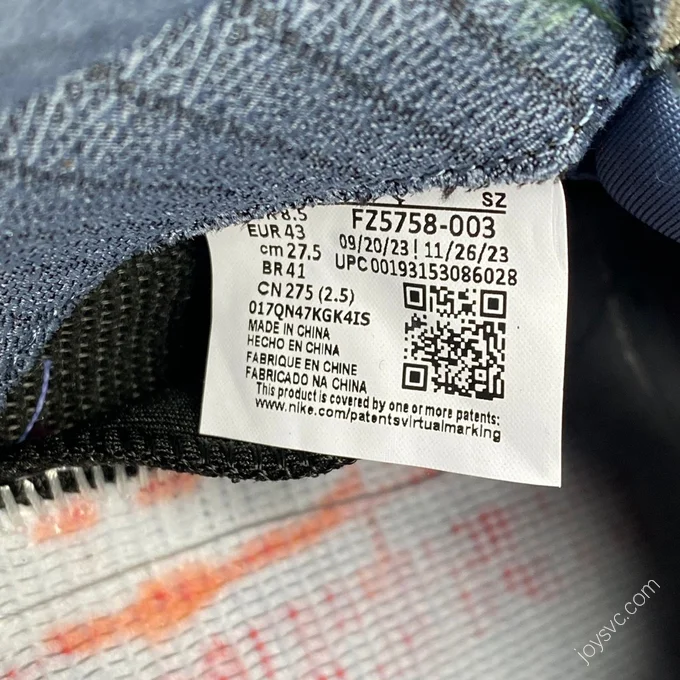 SZ
8.5
FZ5758-003
EUR 43
09/20/23 ! 11/26/23
cm 27.5
UPC 00193153086028
BR 41
CN 275 (2.5)
017QN47KGK4IS
MADE IN CHINA
HECHO EN CHINA
FABRIQUE EN CHINE
FABRICADO NA CHINA
This product is covered by one or more patents:
www.nike.com/patentsvirtualmarking
joysvc.com